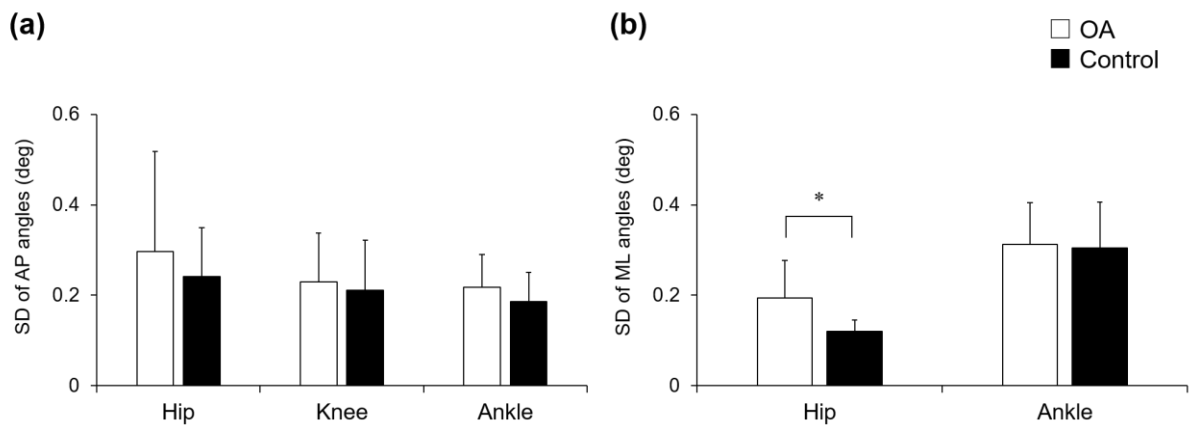 (a)
SD of AP angles (deg)
0.6
0.4
0.2
0
Hip Knee Ankle
(b)
OA
Control
SD of ML angles (deg)
0.6
0.4
0.2
0
*
Hip Ankle